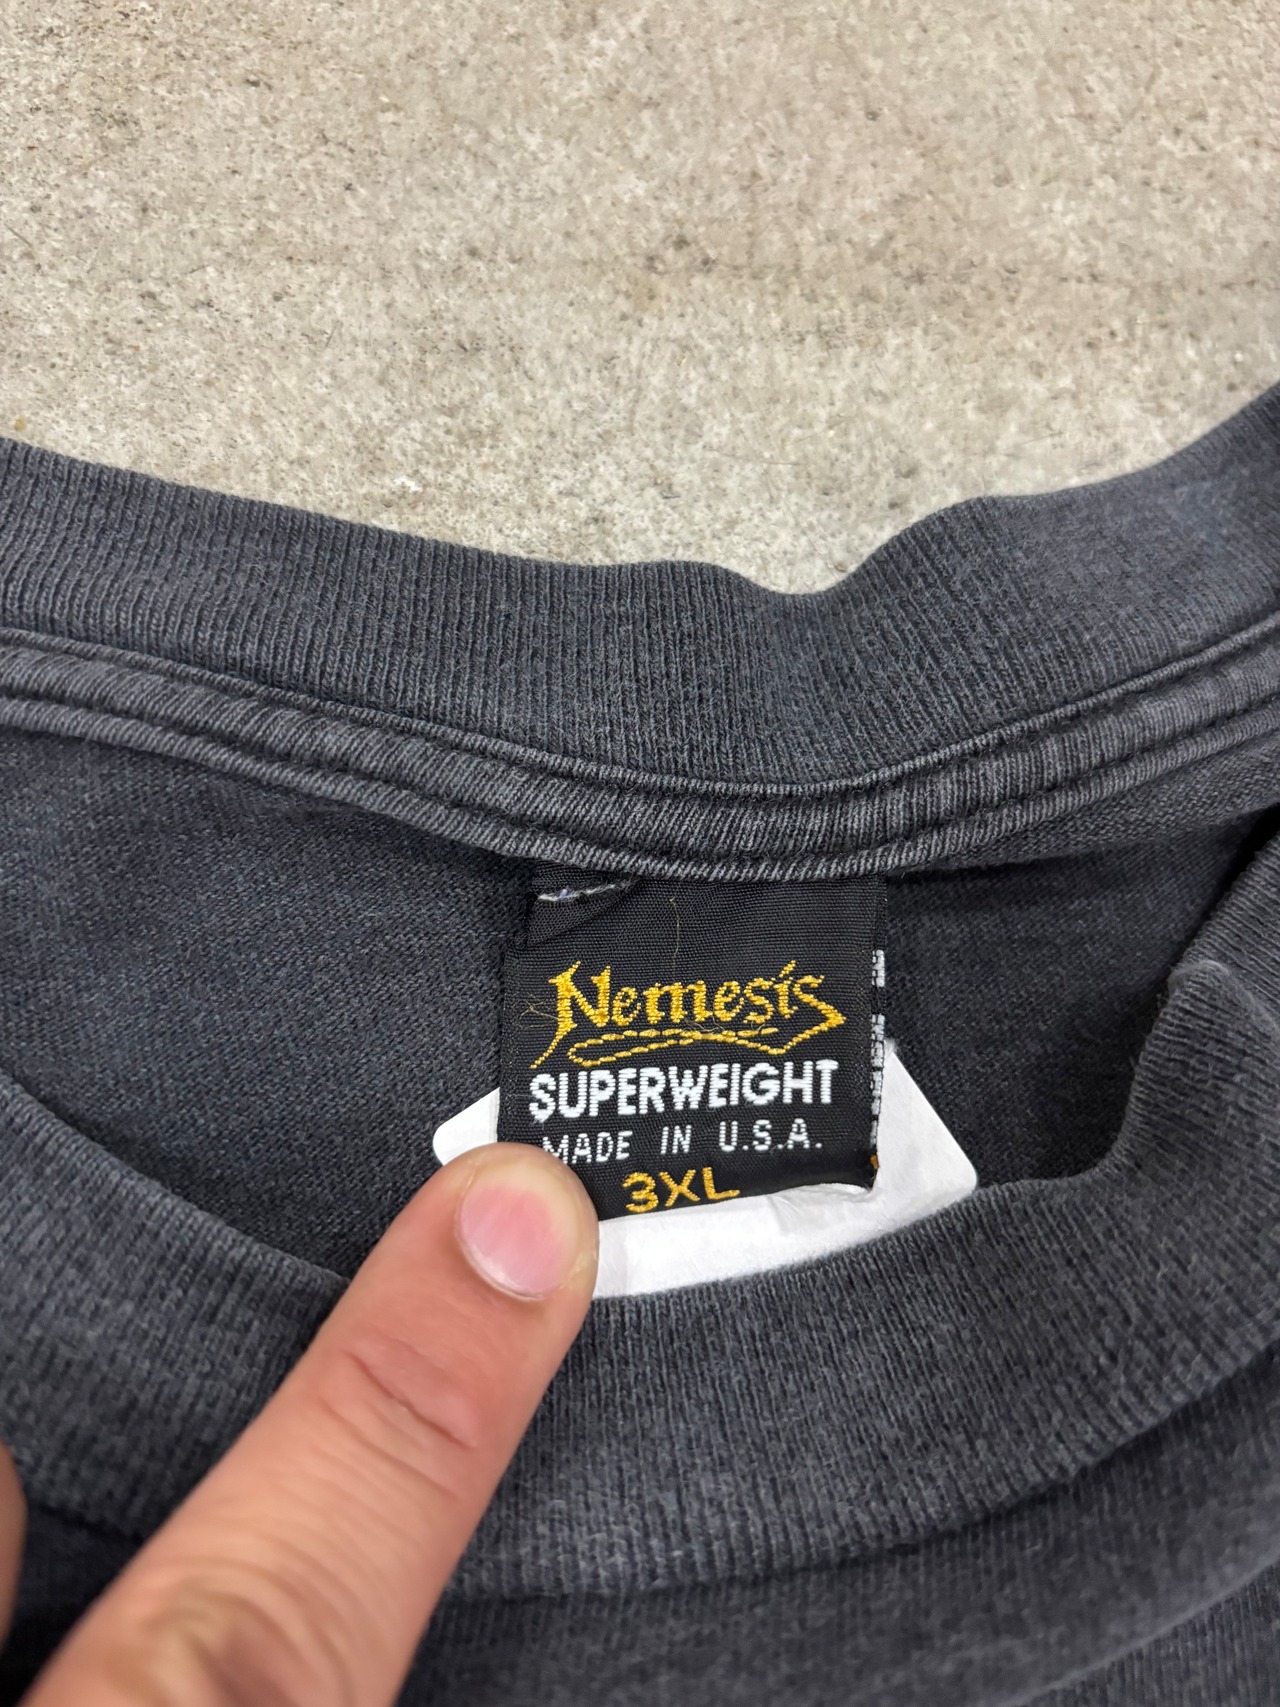 Nemesis
SUPERWEIGHT
MADE IN U.S.A.
3XL